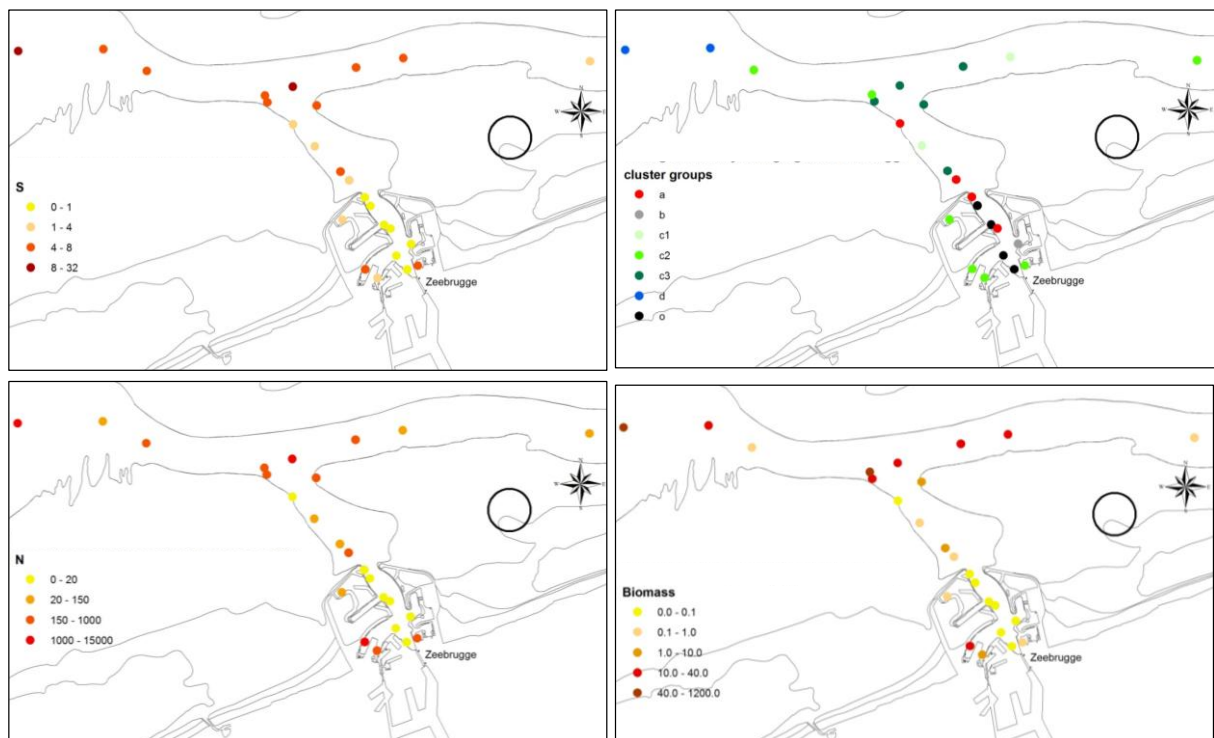 N
W
E
S
S
0 - 1
1 - 4
4 - 8
8 - 32
Zeebrugge
N
W
E
S
cluster groups
a
b
c1
c2
c3
d
o
Zeebrugge
N
W
E
S
N
0 - 20
20 - 150
150 - 1000
1000 - 15000
Zeebrugge
N
W
E
S
Biomass
0.0 - 0.1
0.1 - 1.0
1.0 - 10.0
10.0 - 40.0
40.0 - 1200.0
Zeebrugge